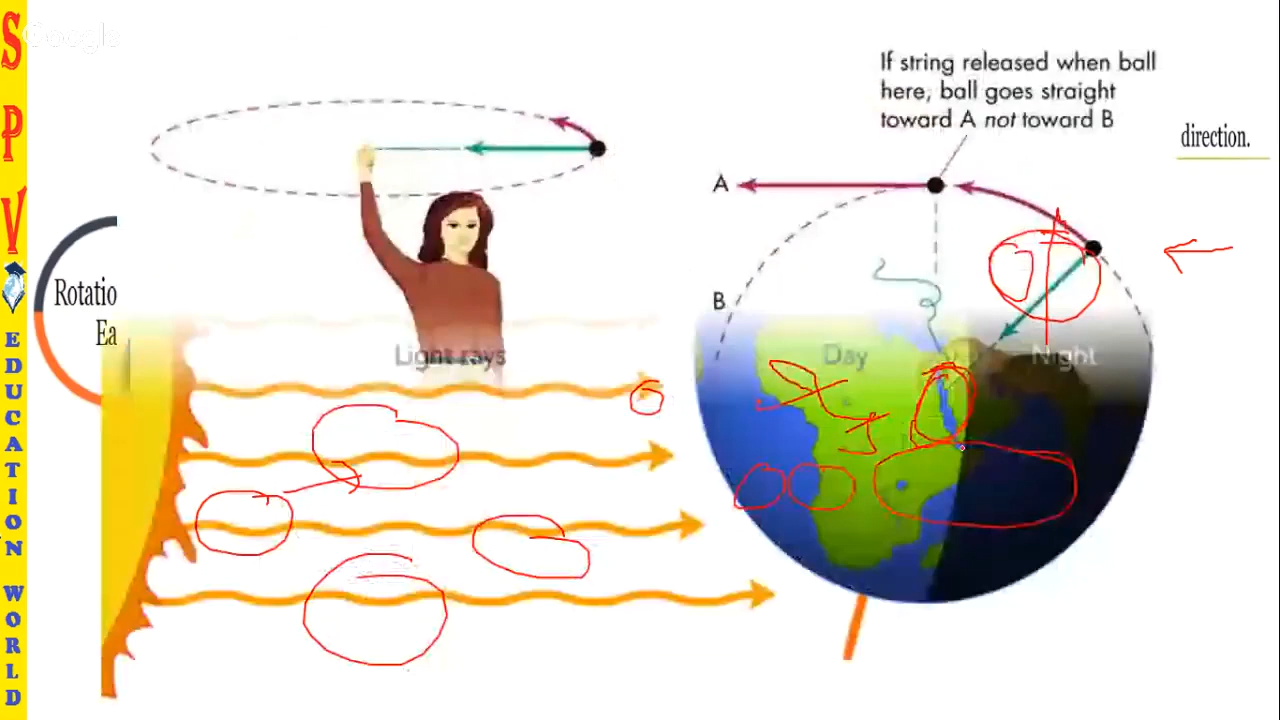 Google
S P V
EDUCATION WORLD
If string released when ball
here, ball goes straight
toward A not toward B
direction.
A
B
Rotatio
Ea
Light rays
Day
Night